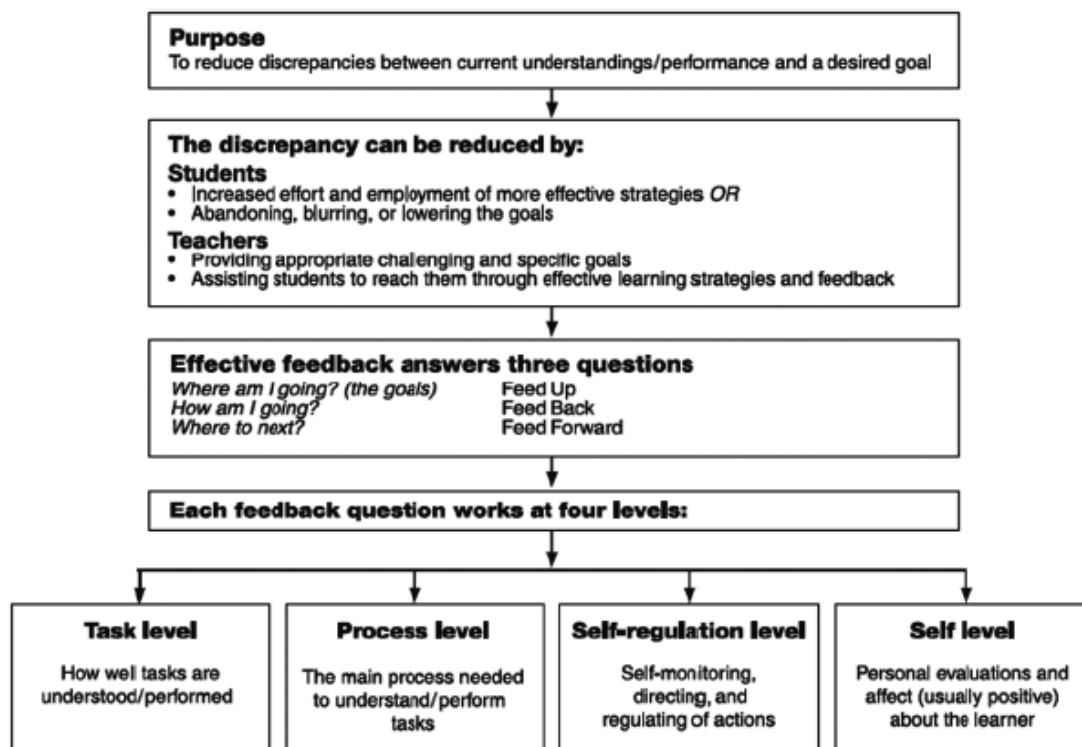 Purpose
To reduce discrepancies between current understandings/performance and a desired goal
The discrepancy can be reduced by:
Students
• Increased effort and employment of more effective strategies OR
• Abandoning, blurring, or lowering the goals
Teachers
• Providing appropriate challenging and specific goals
• Assisting students to reach them through effective learning strategies and feedback
Effective feedback answers three questions
Where am I going? (the goals) Feed Up
How am I going? Feed Back
Where to next? Feed Forward
Each feedback question works at four levels:
Task level
How well tasks are
understood/performed
Process level
The main process needed
to understand/perform
tasks
Self-regulation level
Self-monitoring,
directing, and
regulating of actions
Self level
Personal evaluations and
affect (usually positive)
about the learner